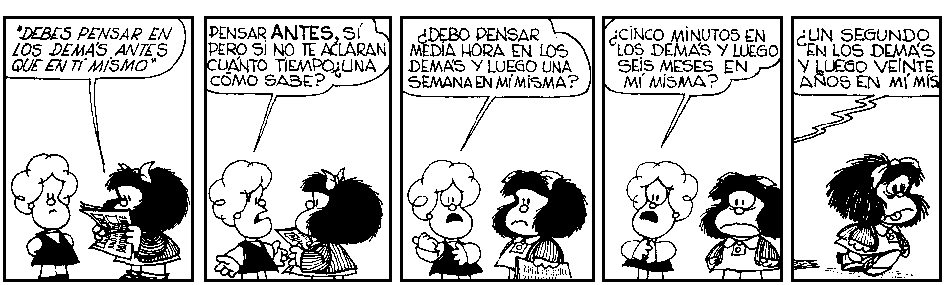 "DEBES PENSAR EN
LOS DEMAS ANTES
QUE EN TÍ MISMO"
PENSAR ANTES, SÍ
PERO SI NO TE ACLARAN
CUÁNTO TIEMPO ¿UNA
CÓMO SABE?
¿DEBO PENSAR
MEDIA HORA EN LOS
DEMÁS Y LUEGO UNA
SEMANA EN MÍ MISMA?
¿CINCO MINUTOS EN
LOS DEMÁS Y LUEGO
SEIS MESES EN
MÍ MISMA?
¿UN SEGUNDO
EN LOS DEMÁS
Y LUEGO VEINTE
AÑOS EN MÍ MIS